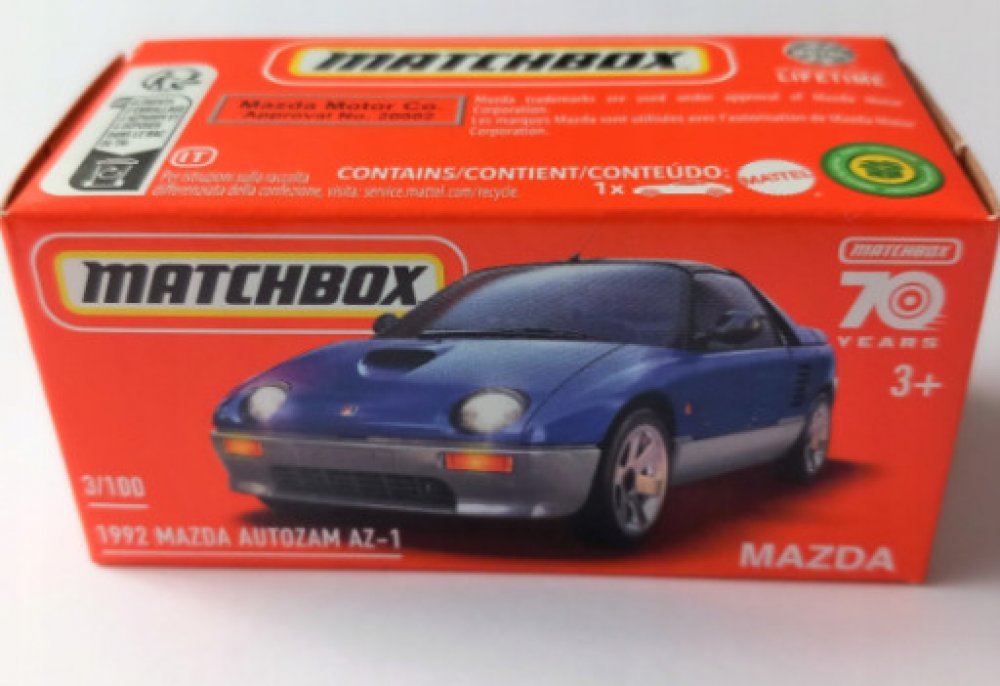 MATCHBOX
LIFETIME
Mazda Motor Co.
Approval No. 20002
Mazda trademarks are used under approval of Mazda Motor
Corporation.
Les marques Mazda sont utilisées avec l'autorisation de Mazda Motor
Corporation.
IT
Per istruzioni sulla raccolta
differenziata della confezione, visita: service.mattel.com/recycle.
CONTAINS/CONTIENT/CONTEÚDO:
1x
MATTEL
MATCHBOX
MATCHBOX
70
YEARS
3+
3/100
1992 MAZDA AUTOZAM AZ-1
MAZDA